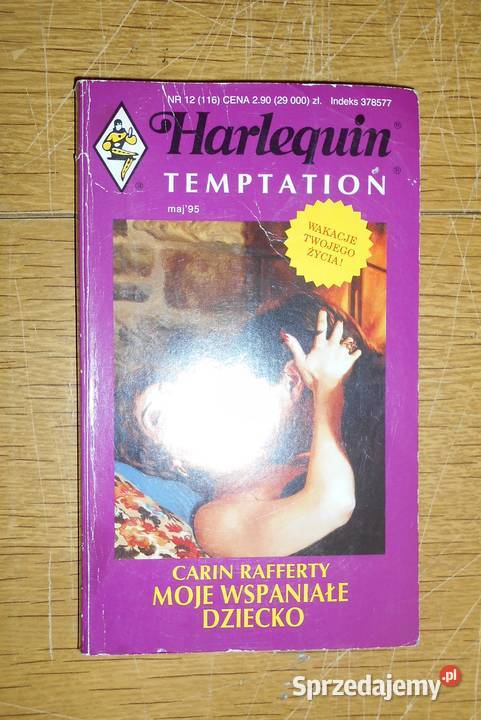 NR 12 (116) CENA 2.90 (29 000) zł. Indeks 378577
Harlequin®
TEMPTATION®
®
maj'95
WAKACJE
TWOJEGO
ŻYCIA!
CARIN RAFFERTY
MOJE WSPANIAŁE
DZIECKO
Sprzedajemy.pl